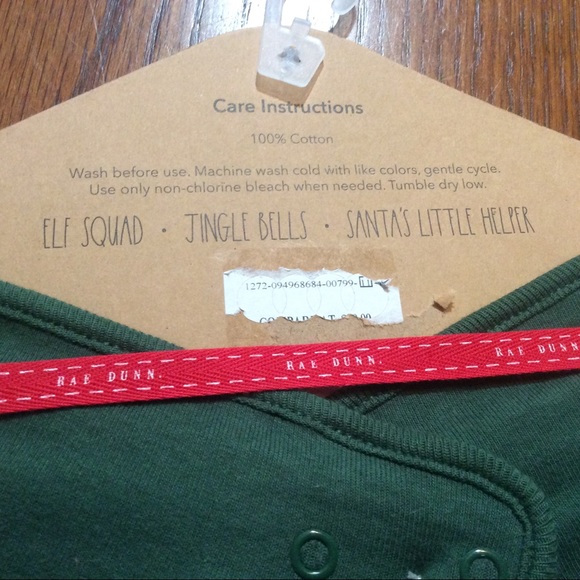 Care Instructions
100% Cotton
Wash before use. Machine wash cold with like colors, gentle cycle.
Use only non-chlorine bleach when needed. Tumble dry low.
ELF SQUAD • JINGLE BELLS • SANTA'S LITTLE HELPER
1272-094968684-00799-
RAE DUNN. RAE DUNN. RAE DUNN